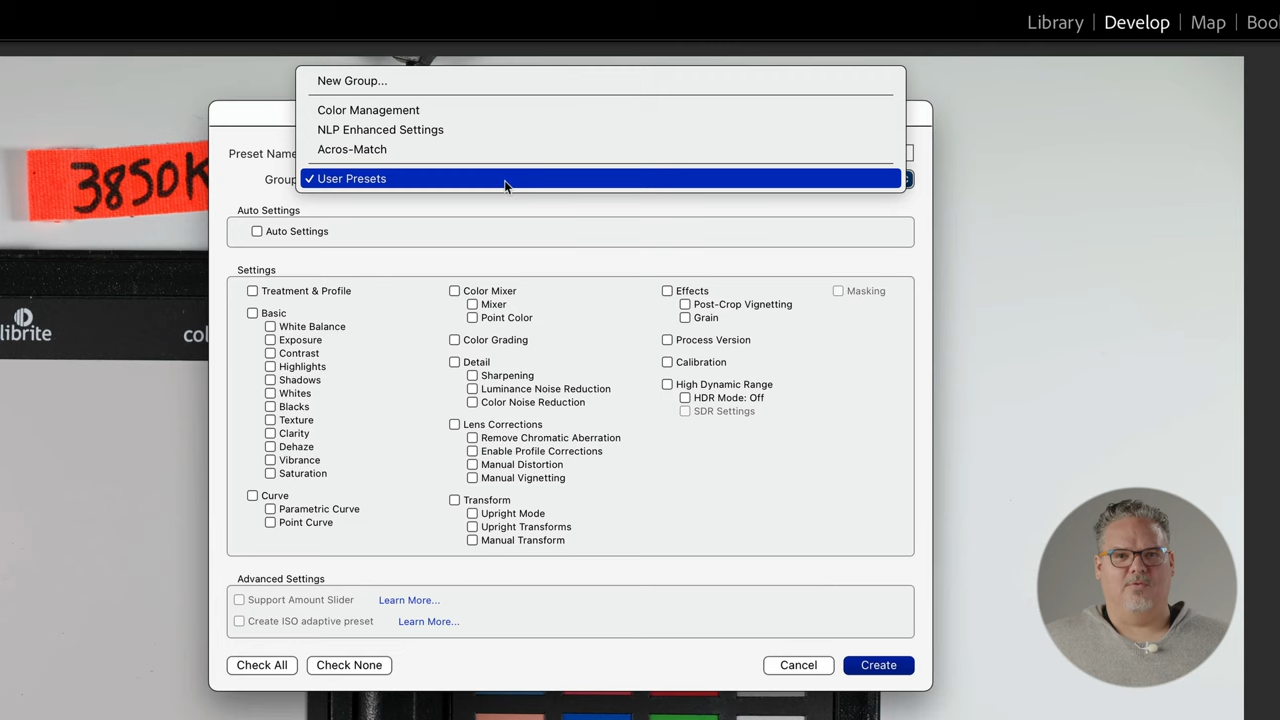 Library | Develop | Map | Boo
New Group...
Color Management
NLP Enhanced Settings
Acros-Match
✓ User Presets
Preset Name
Group
3850K
librite
col
Auto Settings
Auto Settings
Settings
Treatment & Profile
Basic
White Balance
Exposure
Contrast
Highlights
Shadows
Whites
Blacks
Texture
Clarity
Dehaze
Vibrance
Saturation
Curve
Parametric Curve
Point Curve
Color Mixer
Mixer
Point Color
Color Grading
Detail
Sharpening
Luminance Noise Reduction
Color Noise Reduction
Lens Corrections
Remove Chromatic Aberration
Enable Profile Corrections
Manual Distortion
Manual Vignetting
Transform
Upright Mode
Upright Transforms
Manual Transform
Effects
Post-Crop Vignetting
Grain
Process Version
Calibration
High Dynamic Range
HDR Mode: Off
SDR Settings
Masking
Advanced Settings
Support Amount Slider Learn More...
Create ISO adaptive preset Learn More...
Check All Check None Cancel Create